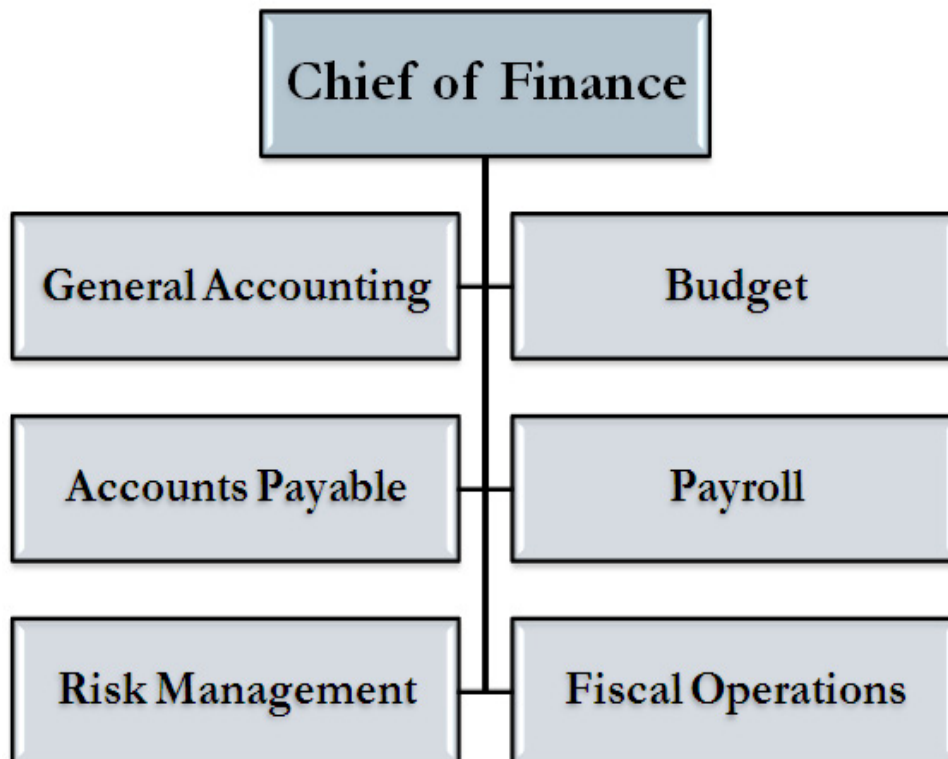 Chief of Finance
General Accounting
Budget
Accounts Payable
Payroll
Risk Management
Fiscal Operations